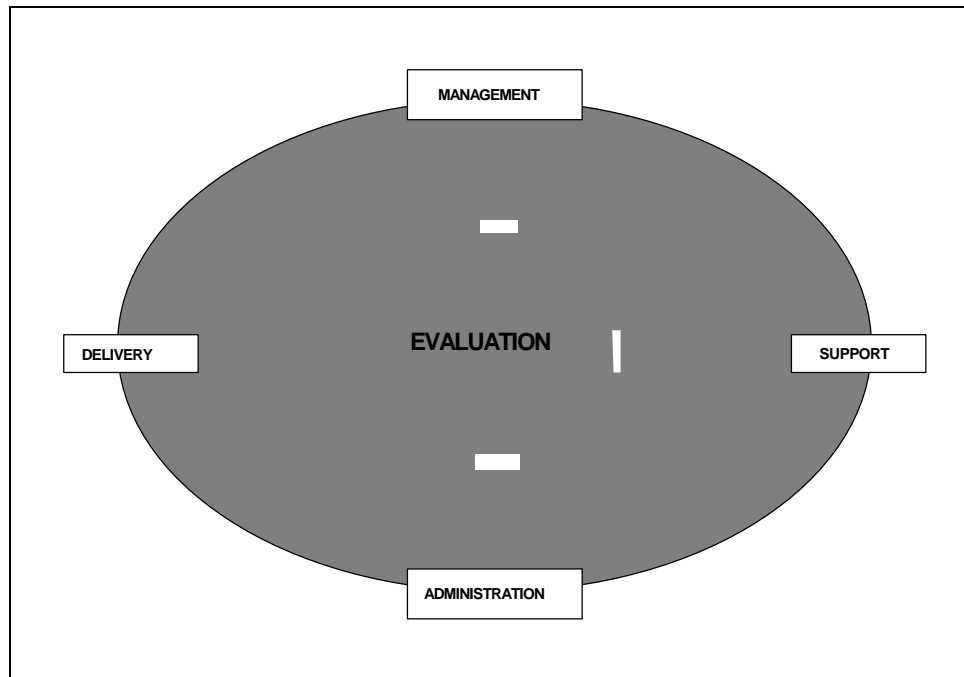 MANAGEMENT
EVALUATION
DELIVERY
SUPPORT
ADMINISTRATION